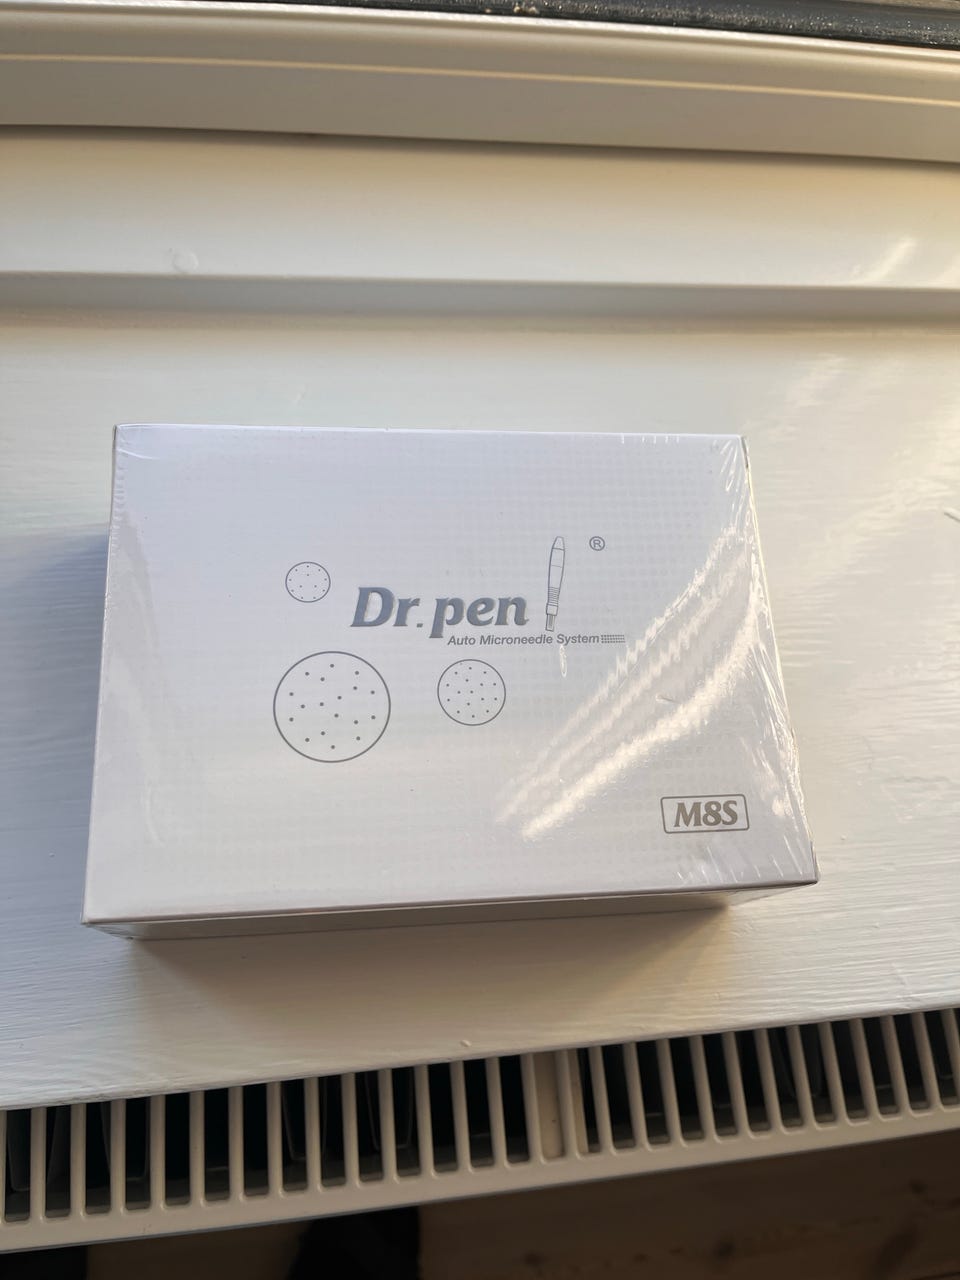 Dr. pen ®
Auto Microneedle System
M8S